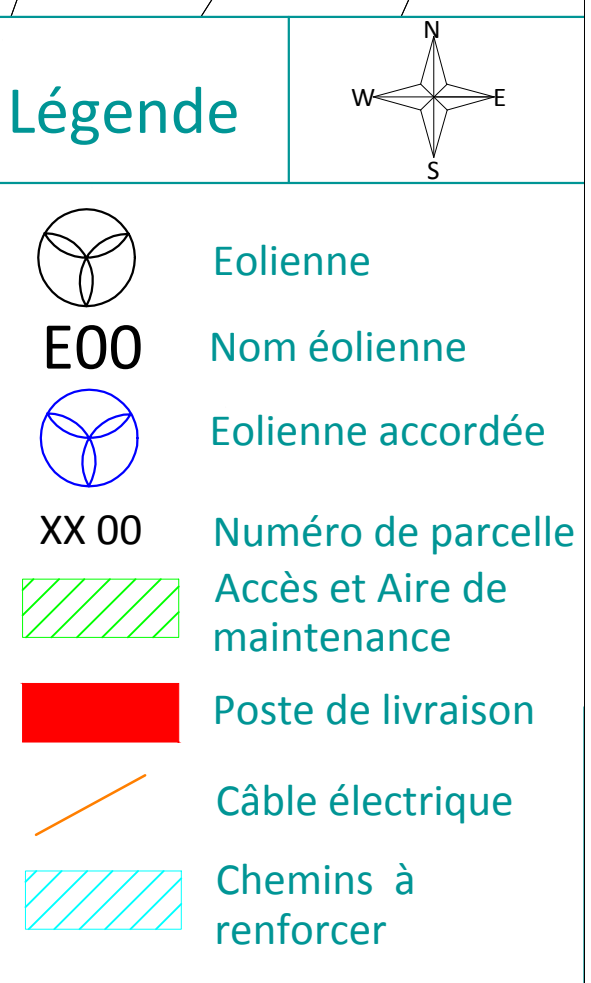 N
Légende
W E
S
Eolienne
E00 Nom éolienne
Eolienne accordée
XX 00 Numéro de parcelle
Accès et Aire de
maintenance
Poste de livraison
Câble électrique
Chemins à
renforcer